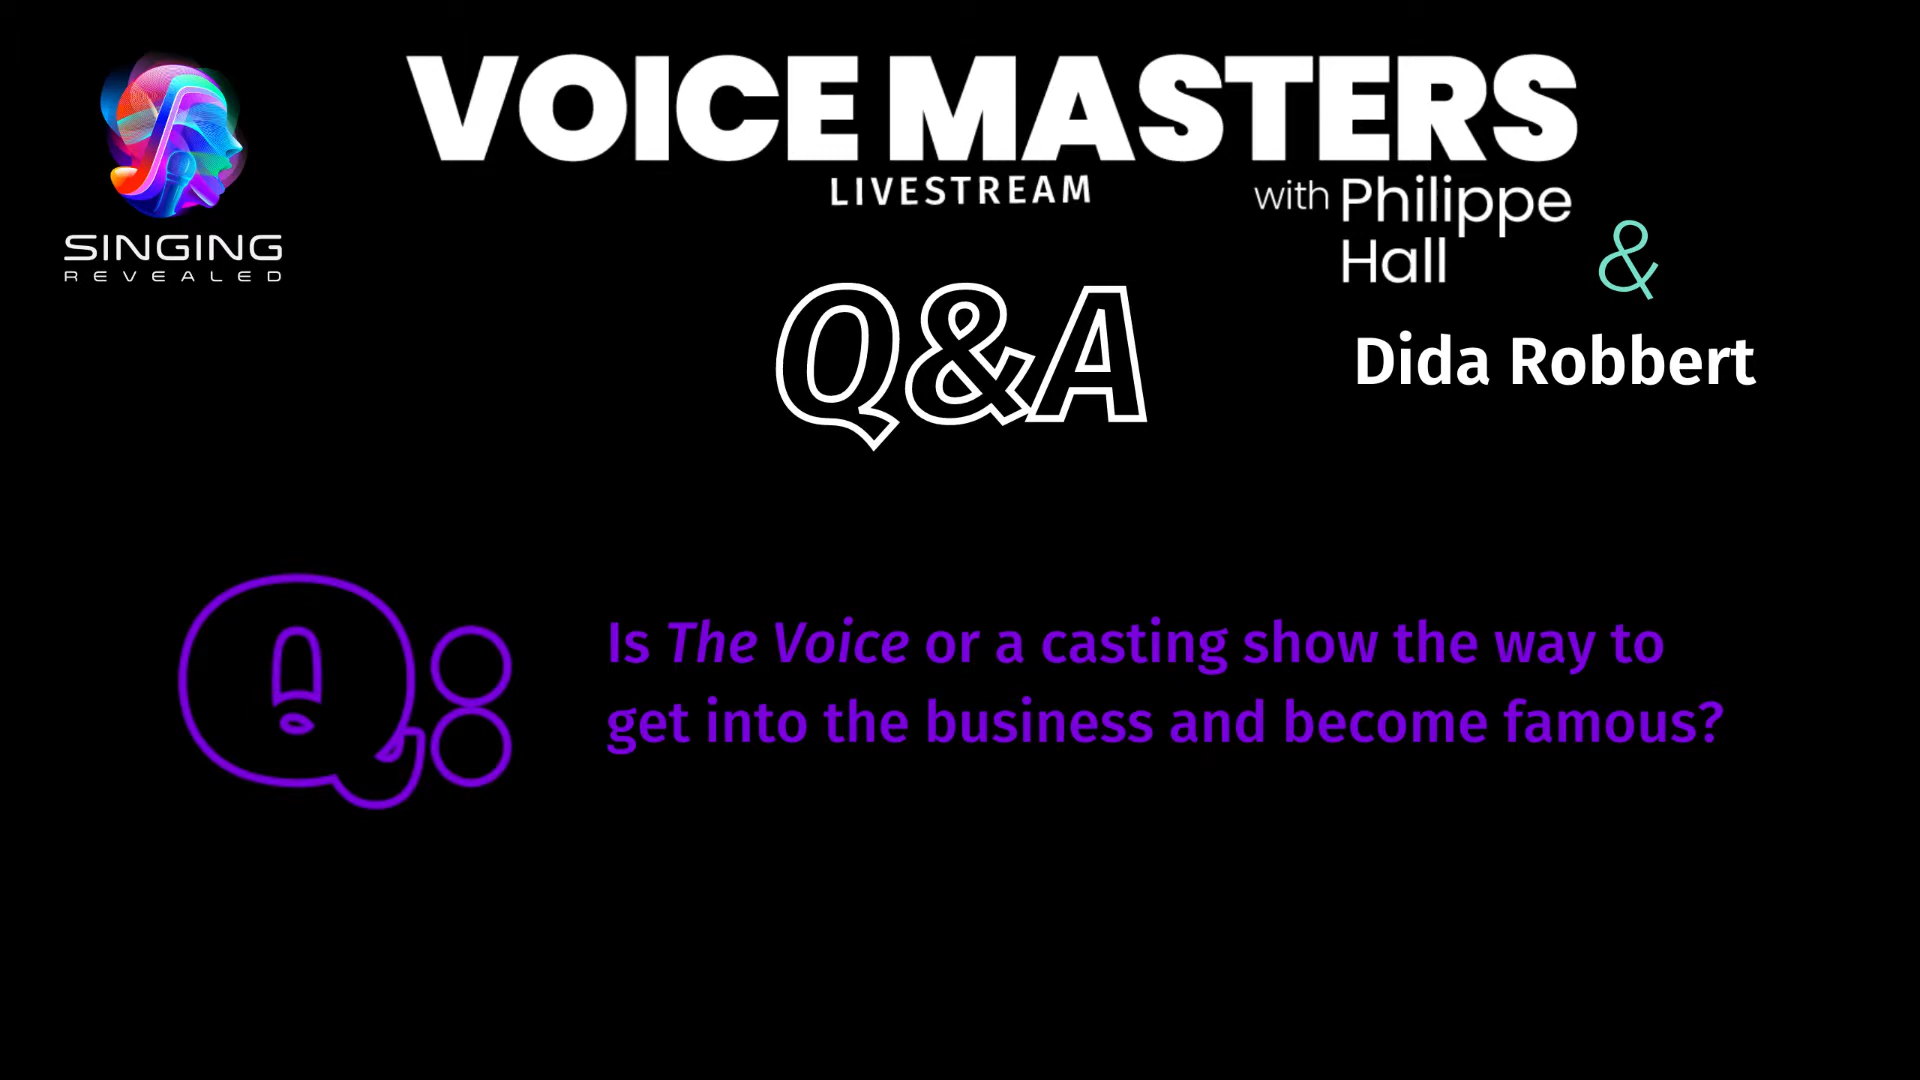 VOICE MASTERS
LIVESTREAM
with Philippe
Hall
&
Dida Robbert
SINGING
REVEALED
Q&A
Q:
Is The Voice or a casting show the way to
get into the business and become famous?